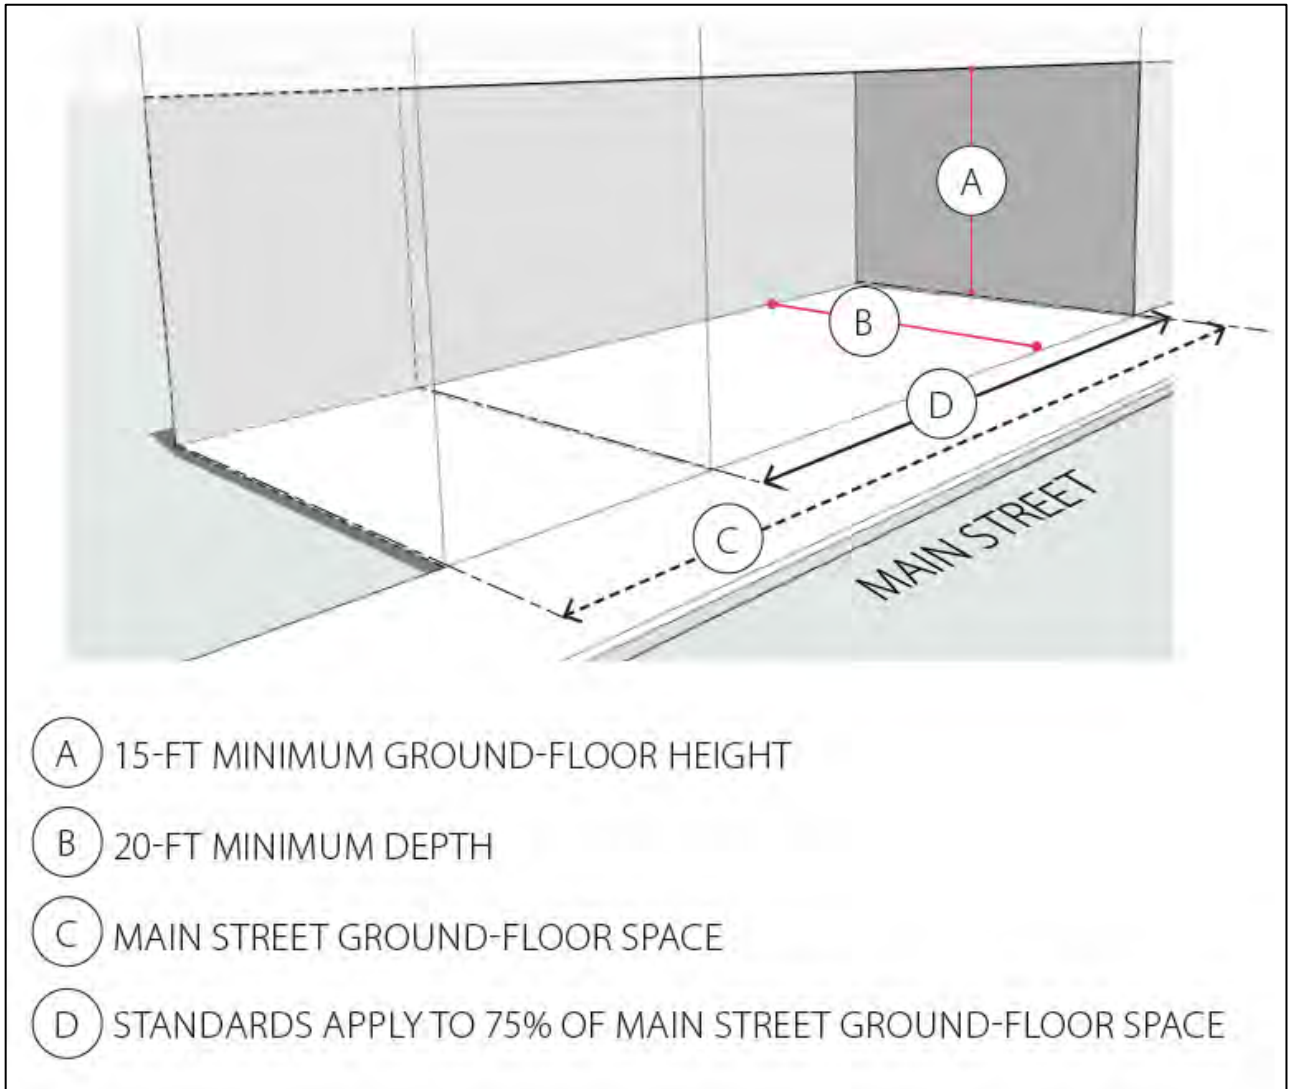 A
B
D
C
MAIN STREET
A 15-FT MINIMUM GROUND-FLOOR HEIGHT
B 20-FT MINIMUM DEPTH
C MAIN STREET GROUND-FLOOR SPACE
D STANDARDS APPLY TO 75% OF MAIN STREET GROUND-FLOOR SPACE